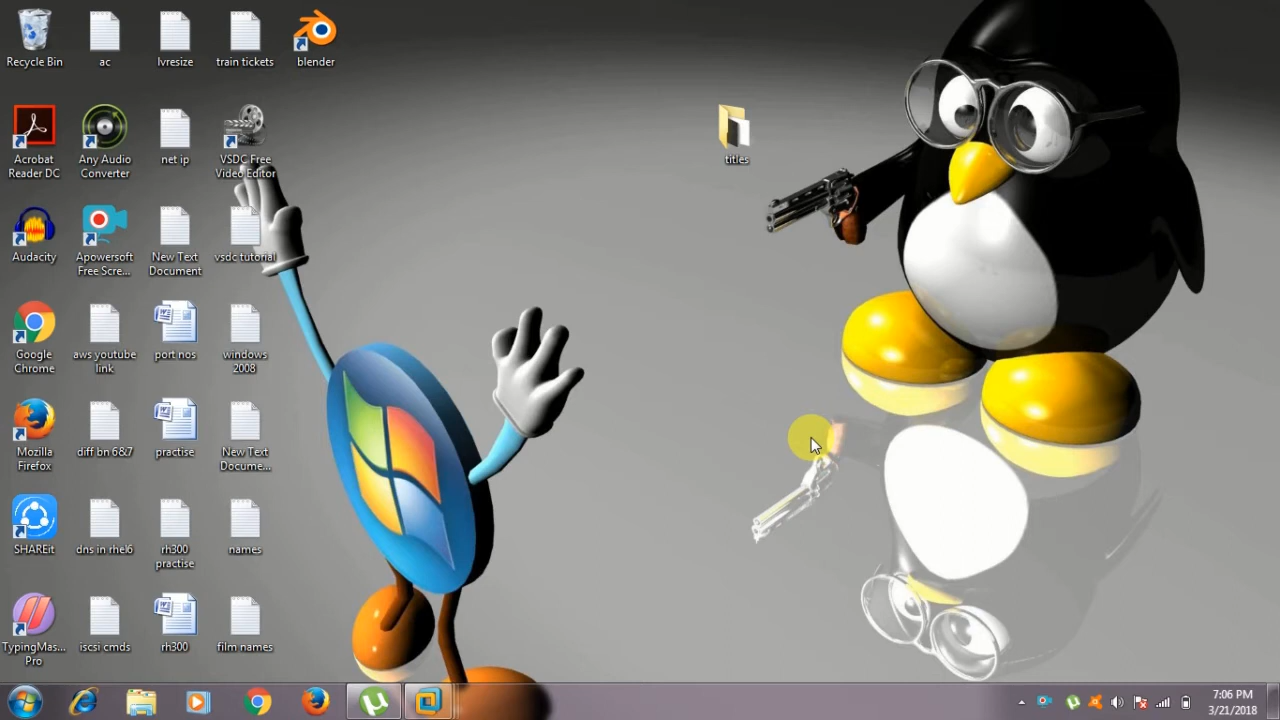 Recycle Bin
ac
lvresize
train tickets
blender
Acrobat
Reader DC
Any Audio
Converter
net ip
VSDC Free
Video Editor
titles
Audacity
Apowersoft
Free Scre...
New Text
Document
vsdc tutorial
Google
Chrome
aws youtube
link
port nos
windows
2008
Mozilla
Firefox
diff bn 6&7
practise
New Text
Docume...
SHAREit
dns in rhel6
rh300
practise
names
TypingMas...
Pro
iscsi cmds
rh300
film names
7:06 PM
3/21/2018